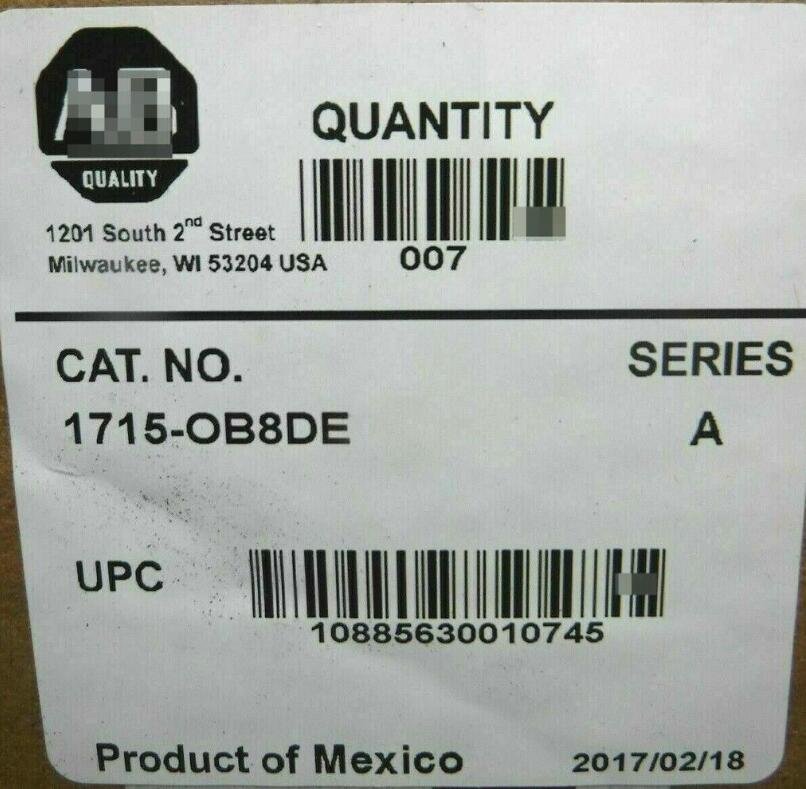 QUALITY
QUANTITY
1201 South 2nd Street
Milwaukee, WI 53204 USA
007
CAT. NO.
SERIES
1715-OB8DE
A
UPC
10885630010745
Product of Mexico
2017/02/18